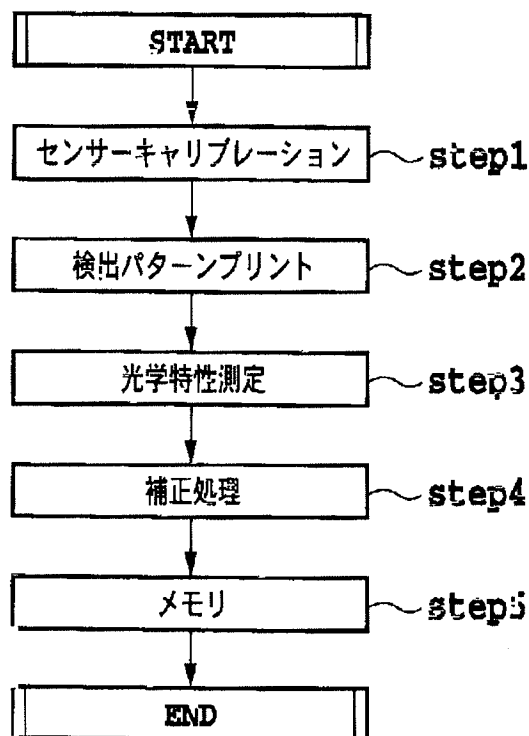 START
センサーキャリブレーション step1
検出パターンプリント step2
光学特性測定 step3
補正処理 step4
メモリ step5
END